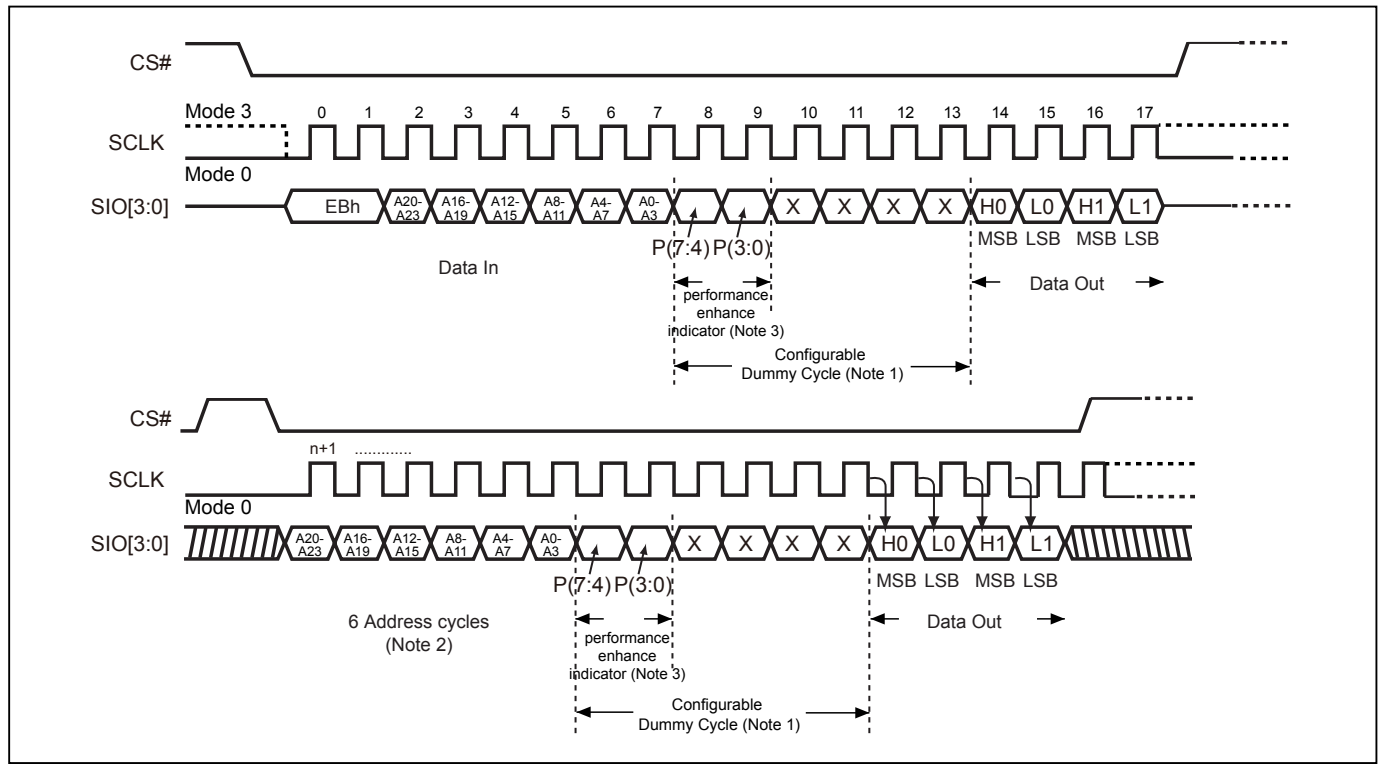 CS#
Mode 3
0 1 2 3 4 5 6 7 8 9 10 11 12 13 14 15 16 17
SCLK
Mode 0
SIO[3:0]
EBh
A20-A23 A16-A19 A12-A15 A8-A11 A4-A7 A0-A3
X X X X
H0 L0 H1 L1
P(7:4) P(3:0)
MSB LSB MSB LSB
Data In
Data Out
performance
enhance
indicator (Note 3)
Configurable
Dummy Cycle (Note 1)
CS#
n+1 .............
SCLK
Mode 0
SIO[3:0]
A20-A23 A16-A19 A12-A15 A8-A11 A4-A7 A0-A3
X X X X
H0 L0 H1 L1
P(7:4) P(3:0)
MSB LSB MSB LSB
6 Address cycles
(Note 2)
Data Out
performance
enhance
indicator (Note 3)
Configurable
Dummy Cycle (Note 1)